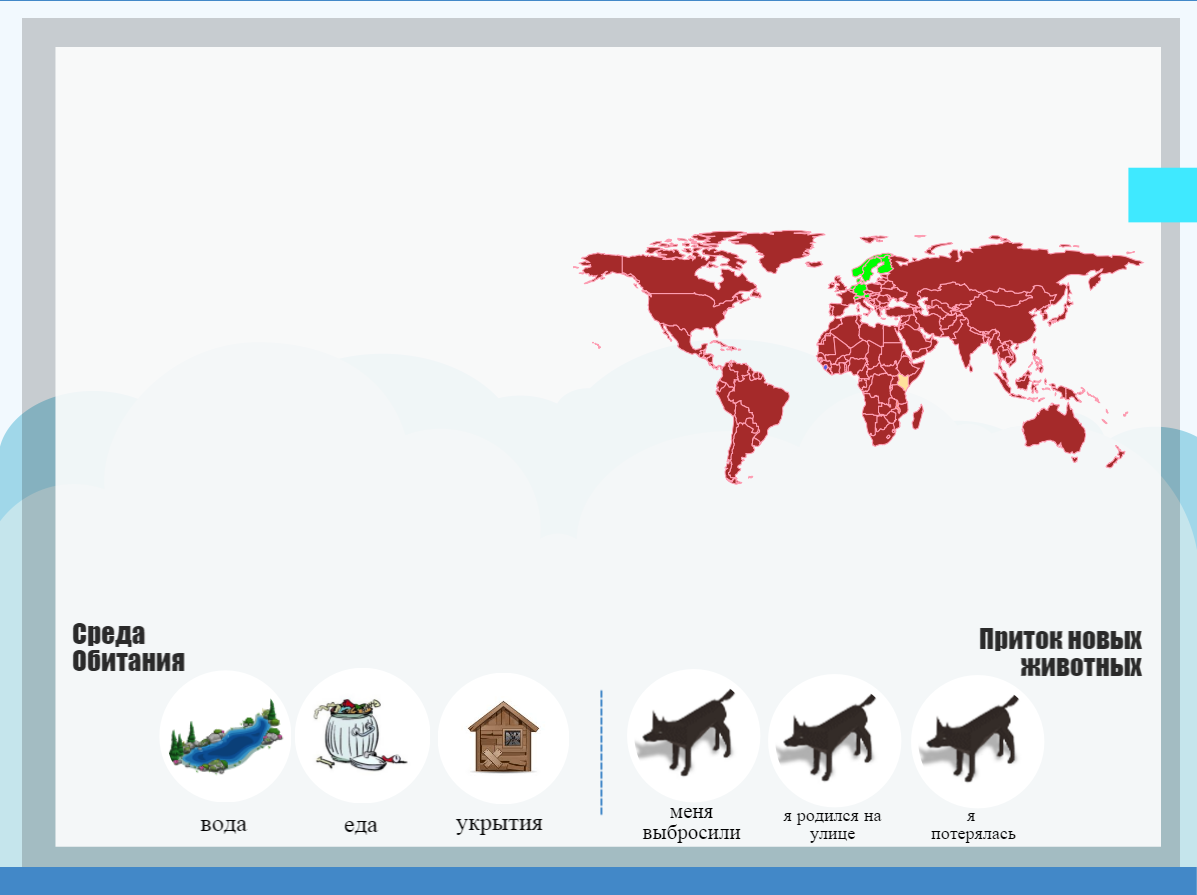 Среда
Обитания
Приток новых
животных
вода
еда
укрытия
меня
выбросили
я родился на
улице
я
потерялась